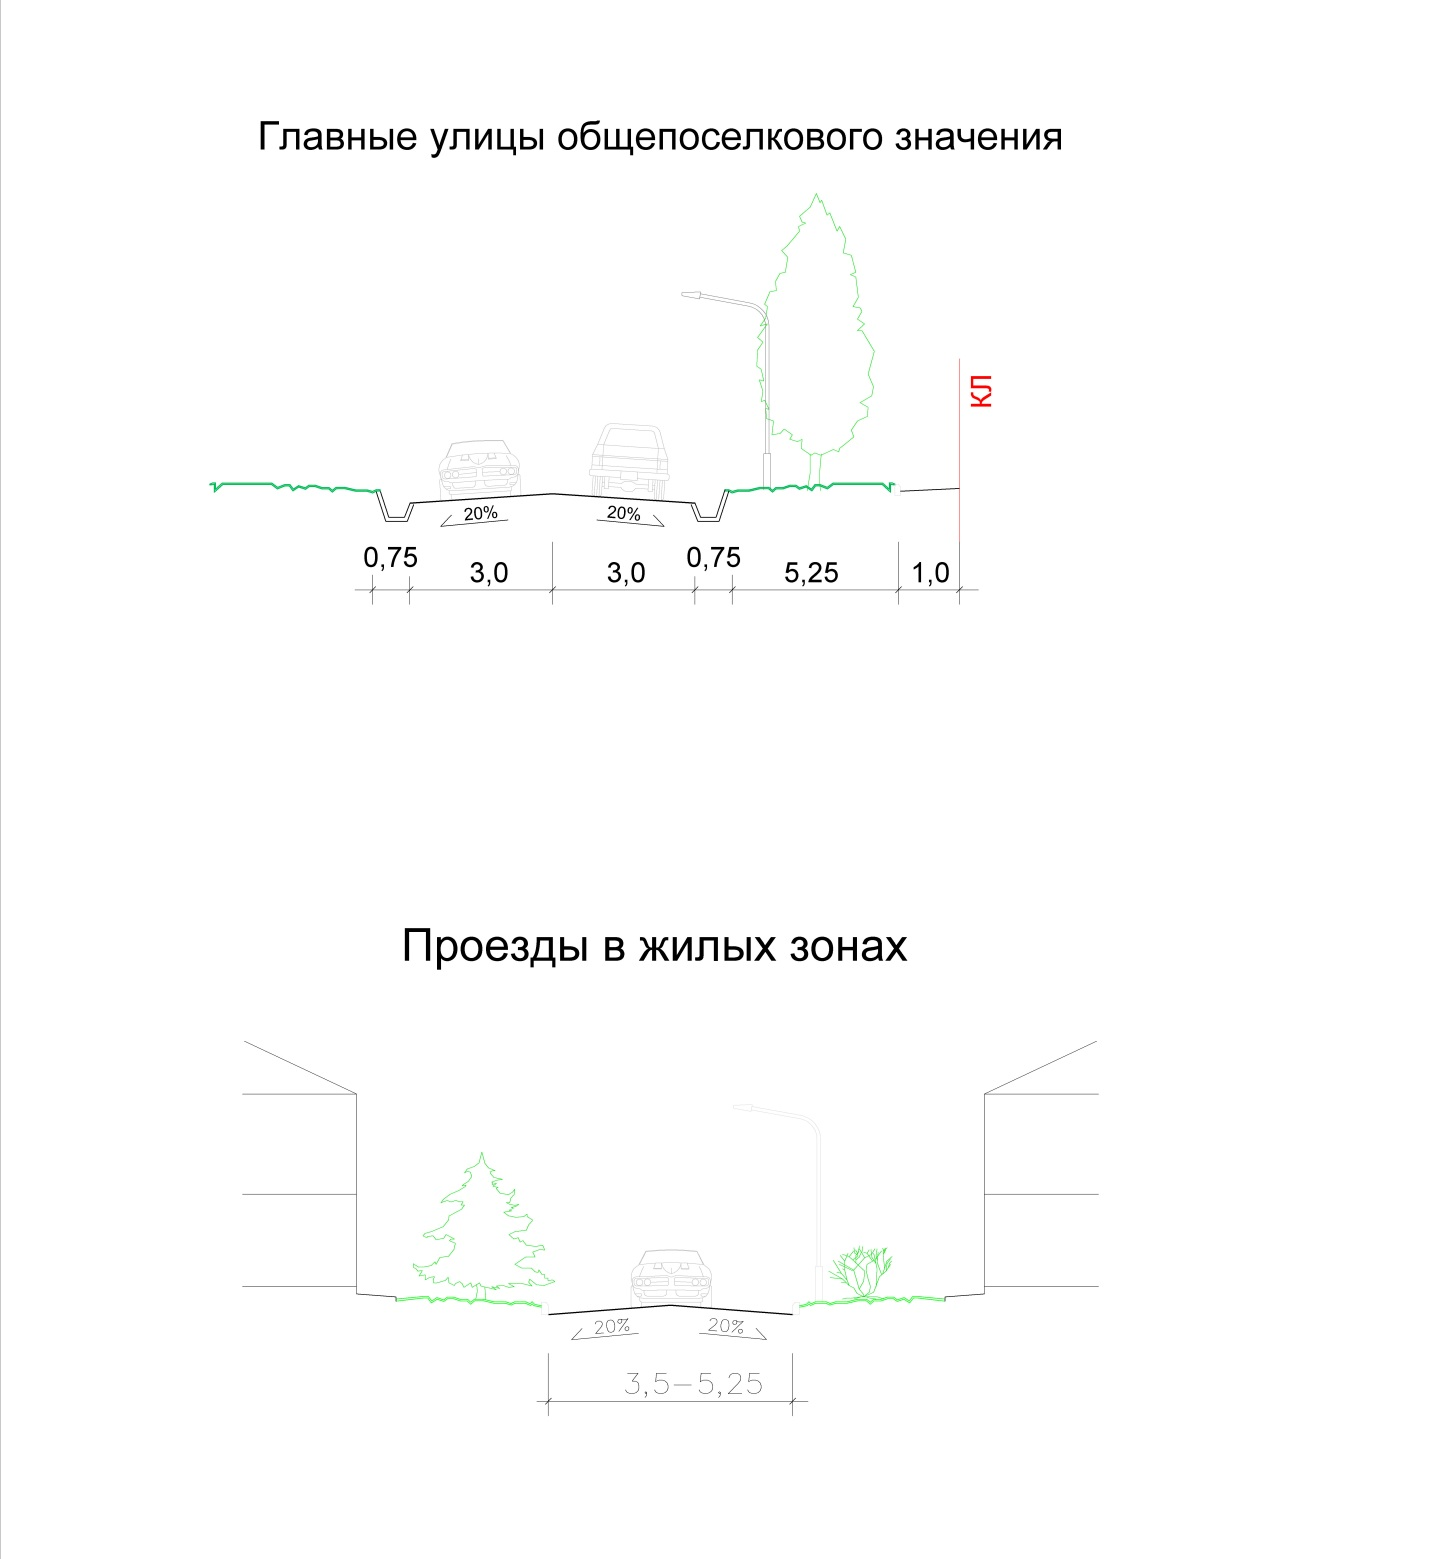 Главные улицы общепоселкового значения
КЛ
20% 20%
0,75 3,0 3,0 0,75 5,25 1,0
Проезды в жилых зонах
20% 20%
3,5-5,25